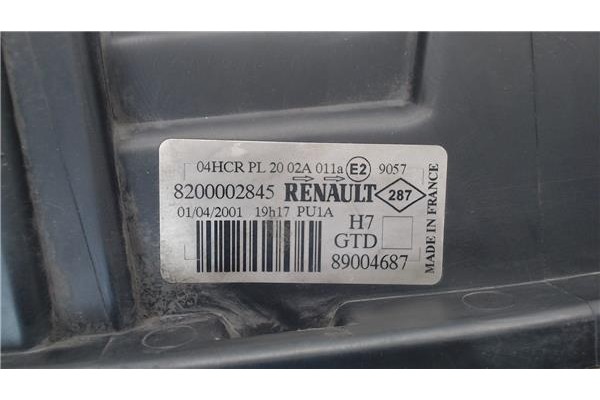 04HCR PL 20 02A 011a E2 9057
8200002845 RENAULT 287
01/04/2001 19h17 PU1A
H7
GTD
89004687
MADE IN FRANCE